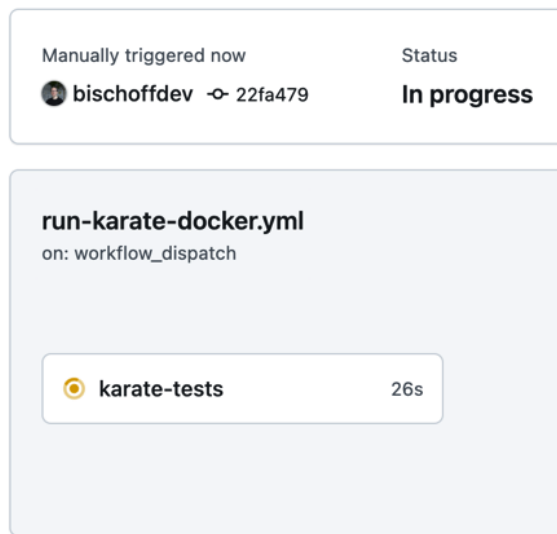 Manually triggered now
Status
bischoffdev 22fa479
In progress
run-karate-docker.yml
on: workflow_dispatch
karate-tests 26s